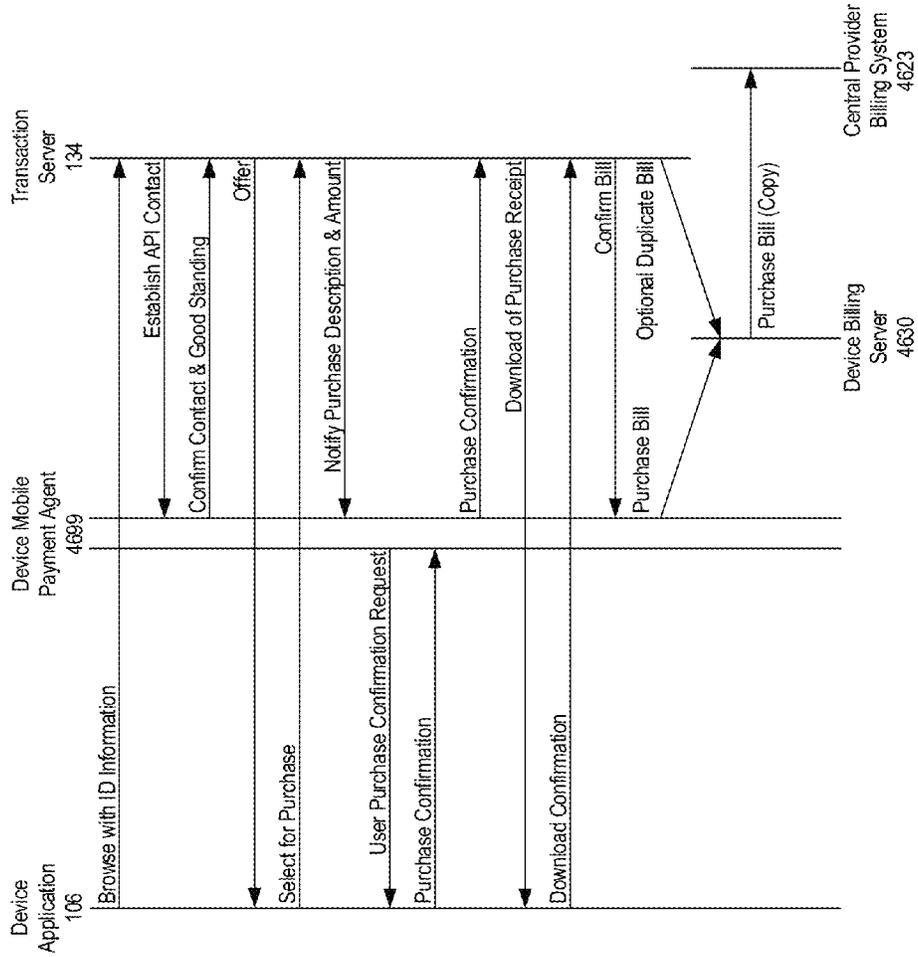 Device
Application
106
Device Mobile
Payment Agent
4699
Transaction
Server
134
Browse with ID Information
Establish API Contact
Confirm Contact & Good Standing
Offer
Select for Purchase
Notify Purchase Description & Amount
User Purchase Confirmation Request
Purchase Confirmation
Purchase Confirmation
Download of Purchase Receipt
Download Confirmation
Confirm Bill
Purchase Bill
Optional Duplicate Bill
Purchase Bill (Copy)
Device Billing
Server
4630
Central Provider
Billing System
4623